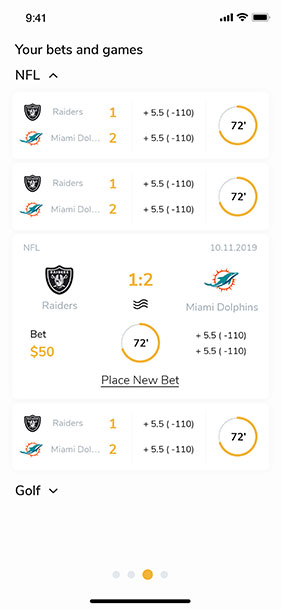 9:41
Your bets and games
NFL
Raiders 1 + 5.5 ( -110) 72'
Miami Dol... 2 + 5.5 ( -110)
Raiders 1 + 5.5 ( -110) 72'
Miami Dol... 2 + 5.5 ( -110)
NFL 10.11.2019
1:2
Raiders Miami Dolphins
Bet 72' + 5.5 ( -110)
$50 + 5.5 ( -110)
Place New Bet
Raiders 1 + 5.5 ( -110) 72'
Miami Dol... 2 + 5.5 ( -110)
Golf